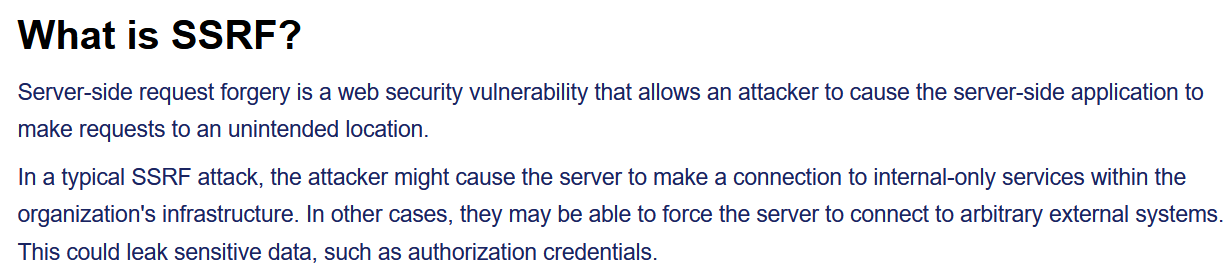 What is SSRF?
Server-side request forgery is a web security vulnerability that allows an attacker to cause the server-side application to
make requests to an unintended location.
In a typical SSRF attack, the attacker might cause the server to make a connection to internal-only services within the
organization's infrastructure. In other cases, they may be able to force the server to connect to arbitrary external systems.
This could leak sensitive data, such as authorization credentials.